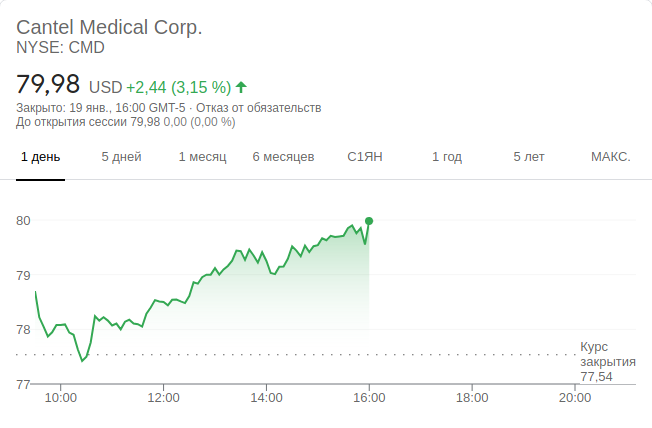 Cantel Medical Corp.
NYSE: CMD
79,98 USD +2,44 (3,15 %)
Закрыто: 19 янв., 16:00 GMT-5 · Отказ от обязательств
До открытия сессии 79,98 0,00 (0,00 %)
1 день 5 дней 1 месяц 6 месяцев С1ЯН 1 год 5 лет МАКС.
80
79
78
Курс
закрытия
77,54
77
10:00 12:00 14:00 16:00 18:00 20:00